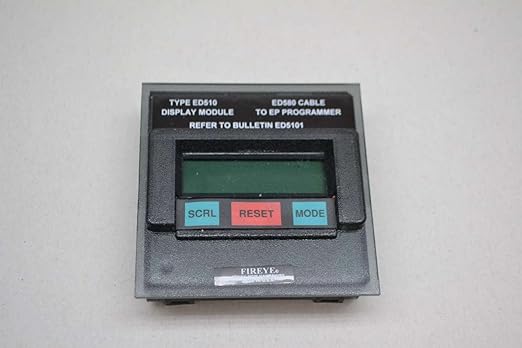 TYPE ED510 ED580 CABLE
DISPLAY MODULE TO EP PROGRAMMER
REFER TO BULLETIN ED5101
SCRL RESET MODE
FIREYE®